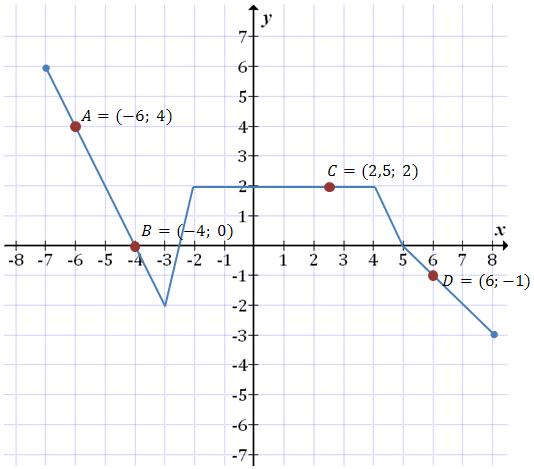 y
7
6
5
A = (−6; 4)
4
3
C = (2,5; 2)
2
1
B = (−4; 0)
x
-8 -7 -6 -5 -4 -3 -2 -1 1 2 3 4 5 6 7 8
-1
D = (6; −1)
-2
-3
-4
-5
-6
-7